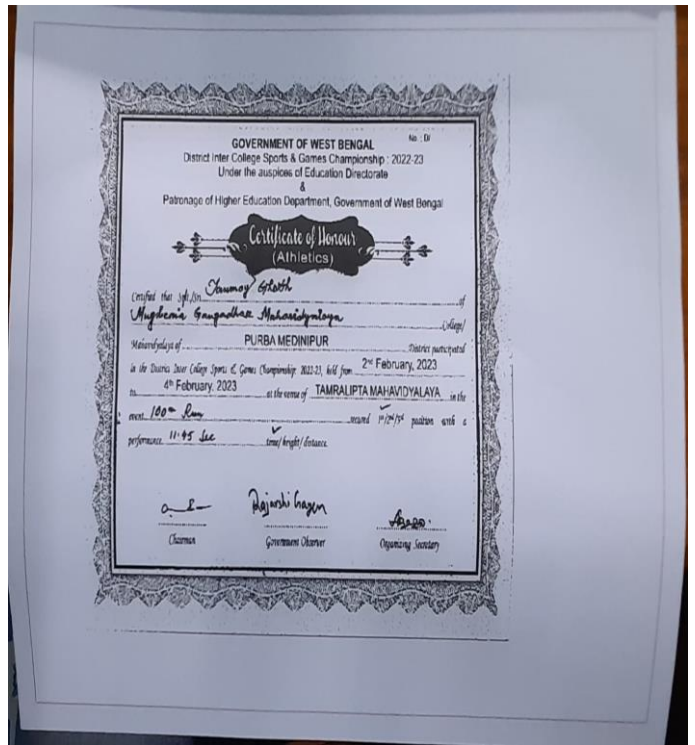 No : D/
GOVERNMENT OF WEST BENGAL
District Inter College Sports & Games Championship : 2022-23
Under the auspices of Education Directorate
&
Patronage of Higher Education Department, Government of West Bengal
Certificate of Honour
(Athletics)
Certified that Sri/Sm. Tanmoy Ghosh of
Mugberia Gangadhar Mahavidyalaya College/
Mahavidyalaya of PURBA MEDINIPUR District participated
in the District Inter College Sports & Games Championship 2022-23, held from 2nd February, 2023
to 4th February, 2023 at the venue of TAMRALIPTA MAHAVIDYALAYA in the
event 100m Run secured 1st/2nd/3rd position with a
performance 11.45 Sec time/height/distance.
Rajarshi
Chairman Government Observer Organizing Secretary